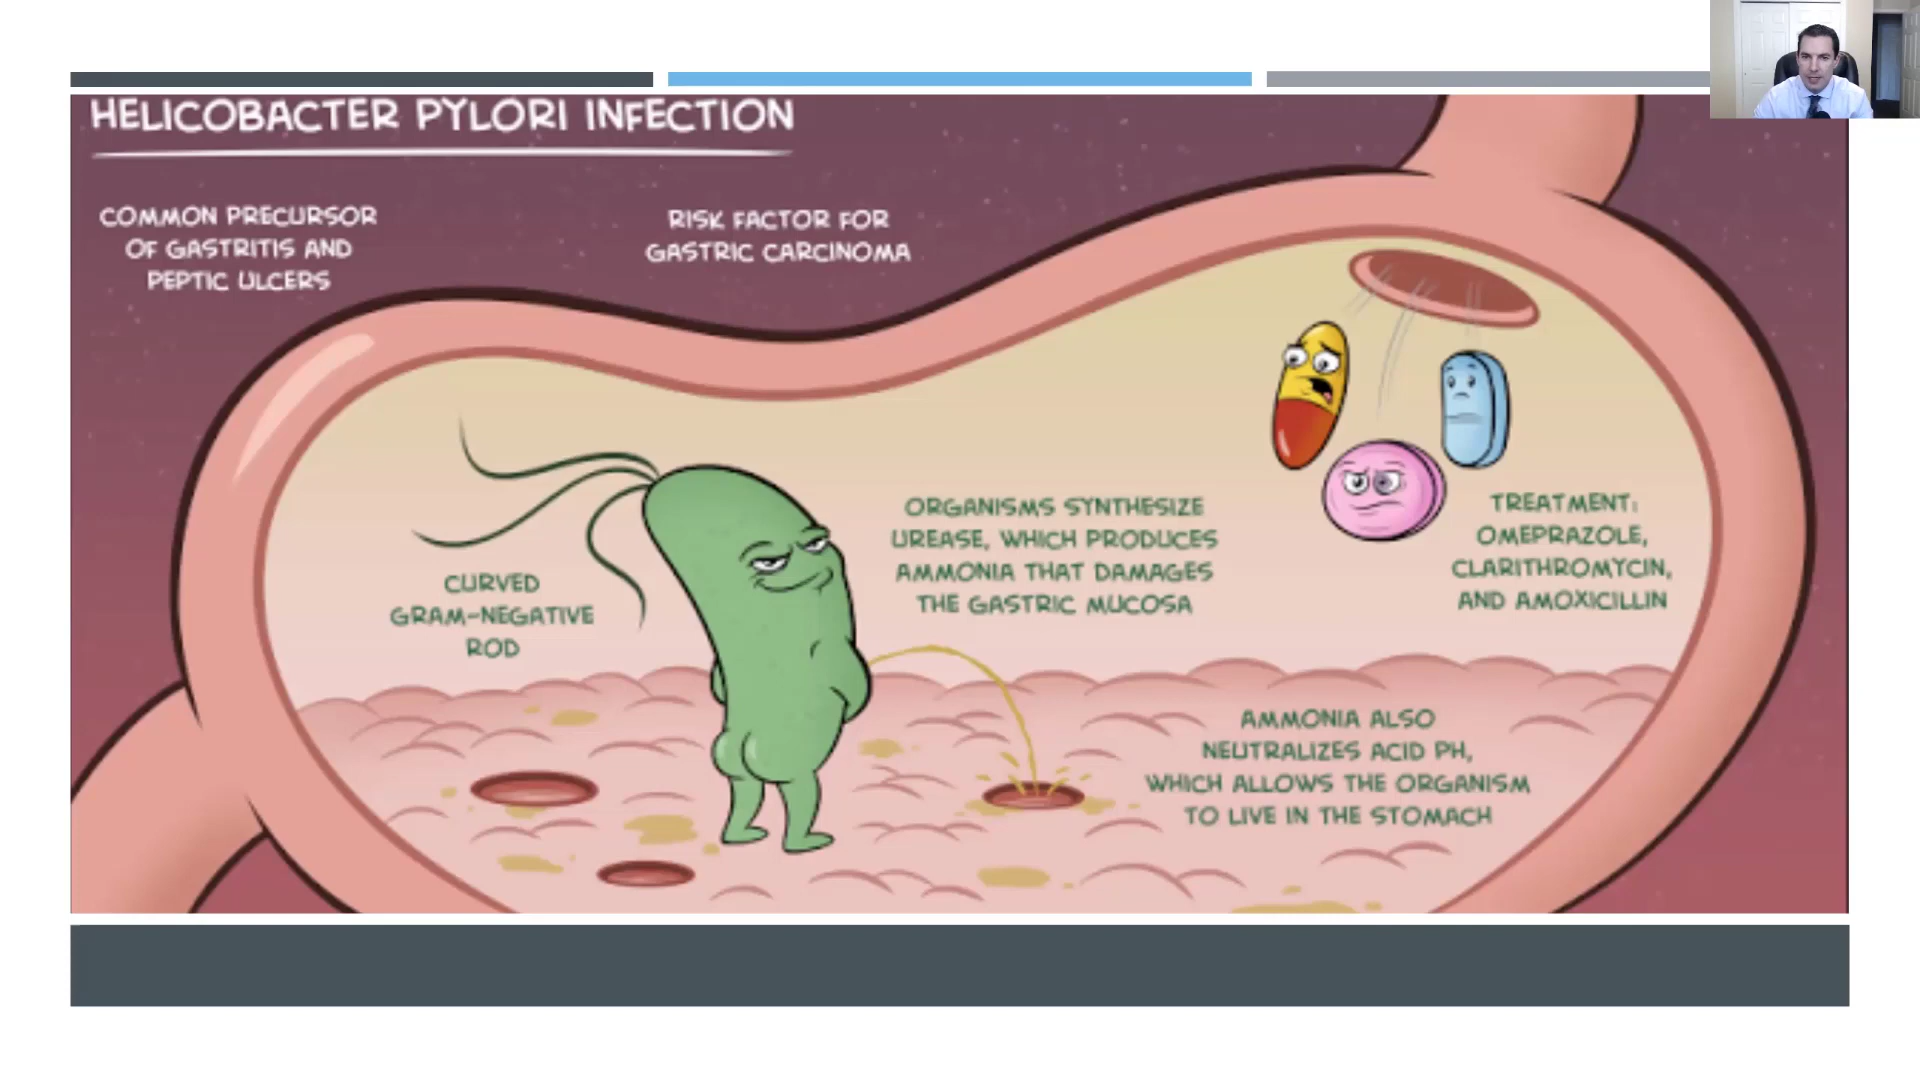 HELICOBACTER PYLORI INFECTION
COMMON PRECURSOR
OF GASTRITIS AND
PEPTIC ULCERS
RISK FACTOR FOR
GASTRIC CARCINOMA
CURVED
GRAM-NEGATIVE
ROD
ORGANISMS SYNTHESIZE
UREASE, WHICH PRODUCES
AMMONIA THAT DAMAGES
THE GASTRIC MUCOSA
TREATMENT:
OMEPRAZOLE,
CLARITHROMYCIN,
AND AMOXICILLIN
AMMONIA ALSO
NEUTRALIZES ACID PH,
WHICH ALLOWS THE ORGANISM
TO LIVE IN THE STOMACH